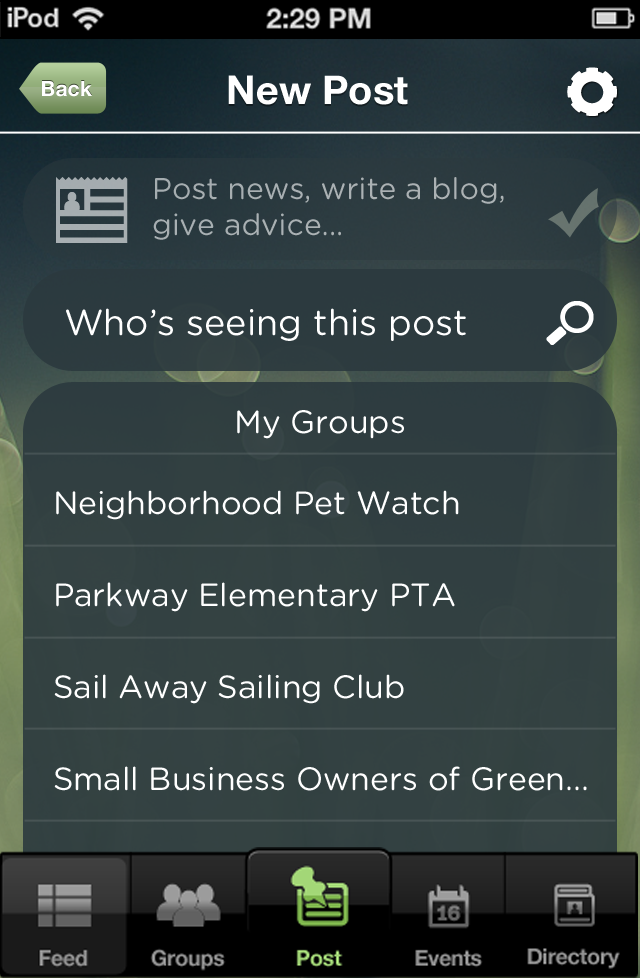 iPod 2:29 PM
Back New Post
Post news, write a blog,
give advice...
Who's seeing this post
My Groups
Neighborhood Pet Watch
Parkway Elementary PTA
Sail Away Sailing Club
Small Business Owners of Green...
16
Feed Groups Post Events Directory